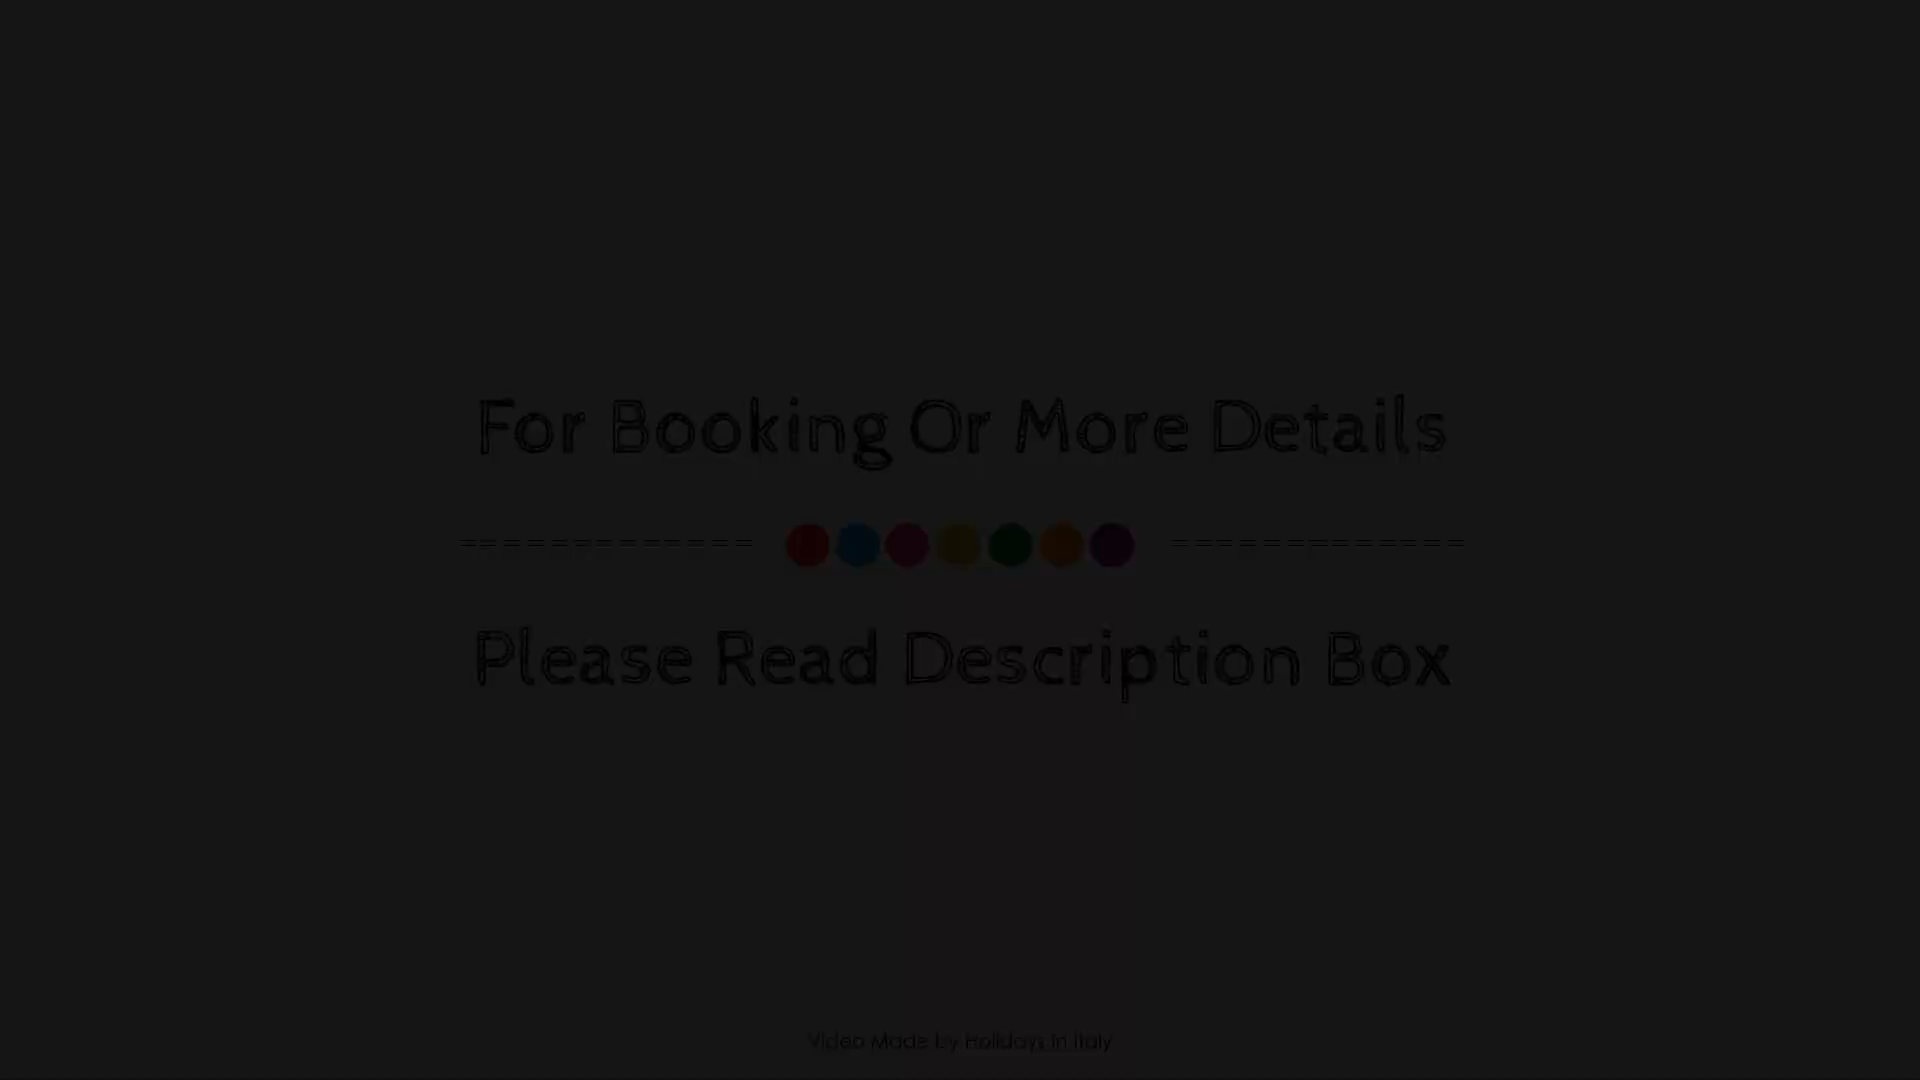 For Booking Or More Details
============= =============
Please Read Description Box
Video Made by Holidays in Italy